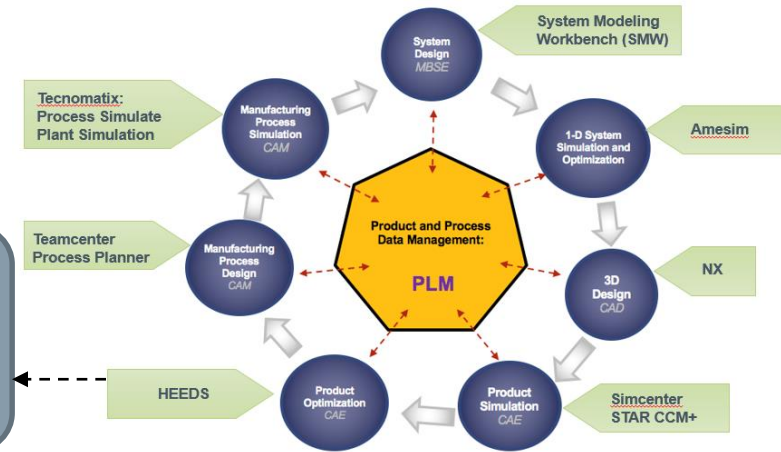 System
Design
MBSE
System Modeling
Workbench (SMW)
1-D System
Simulation and
Optimization
Amesim
3D
Design
CAD
NX
Product
Simulation
CAE
Simcenter
STAR CCM+
Product
Optimization
CAE
HEEDS
Manufacturing
Process
Design
CAM
Teamcenter
Process Planner
Manufacturing
Process
Simulation
CAM
Tecnomatix:
Process Simulate
Plant Simulation
Product and Process
Data Management:
PLM